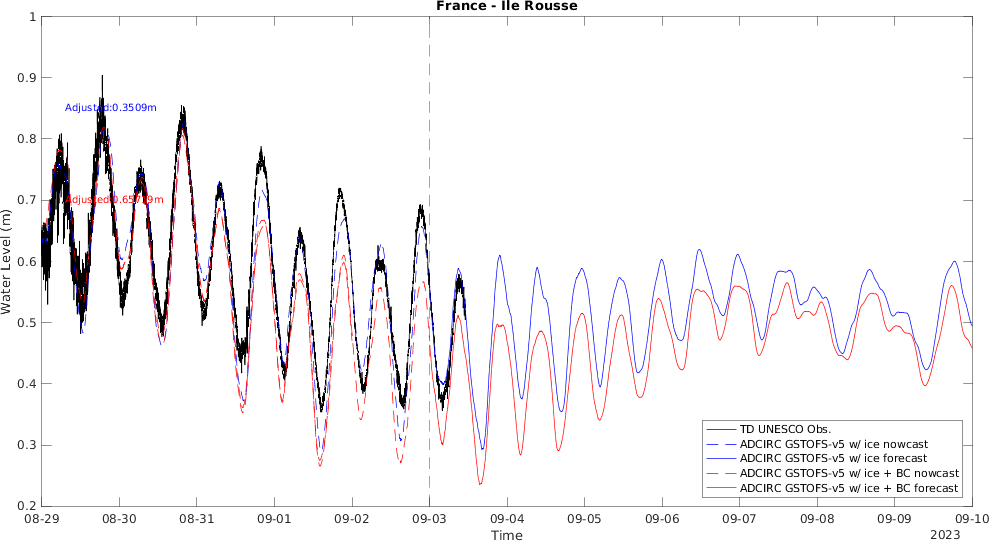 France - Ile Rousse
Water Level (m)
1
0.9
0.8
0.7
0.6
0.5
0.4
0.3
0.2
Adjusted:0.3509m
08-29
08-30
08-31
09-01
09-02
09-03
09-04
09-05
09-06
09-07
09-08
09-09
09-10
Time
2023
TD UNESCO Obs.
ADCIRC GSTOFS-v5 w/ ice nowcast
ADCIRC GSTOFS-v5 w/ ice forecast
ADCIRC GSTOFS-v5 w/ ice + BC nowcast
ADCIRC GSTOFS-v5 w/ ice + BC forecast